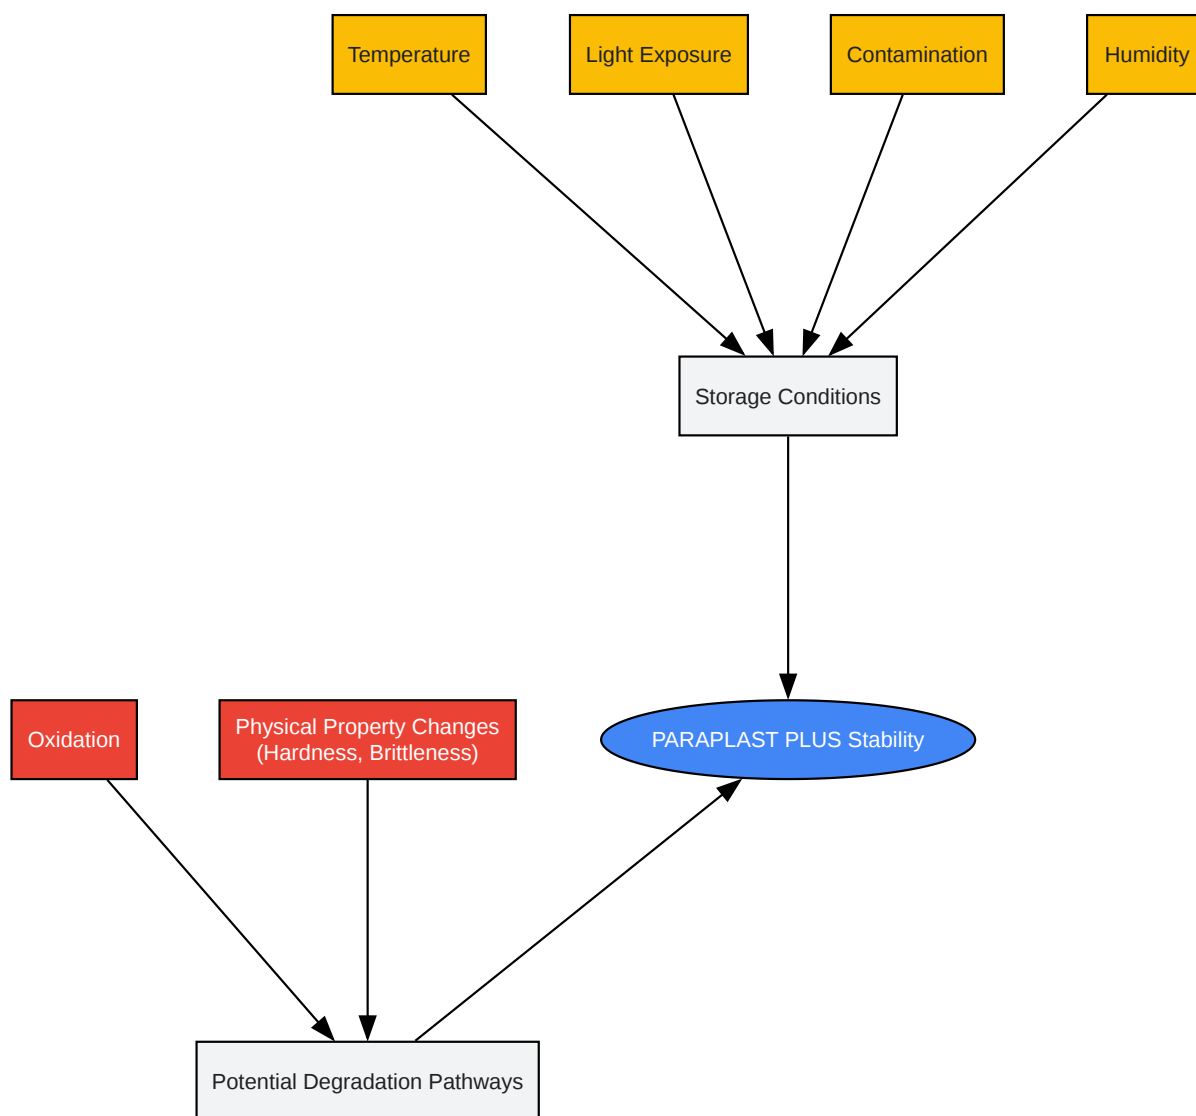 Temperature
Light Exposure
Contamination
Humidity
Storage Conditions
Oxidation
Physical Property Changes
(Hardness, Brittleness)
PARAPLAST PLUS Stability
Potential Degradation Pathways